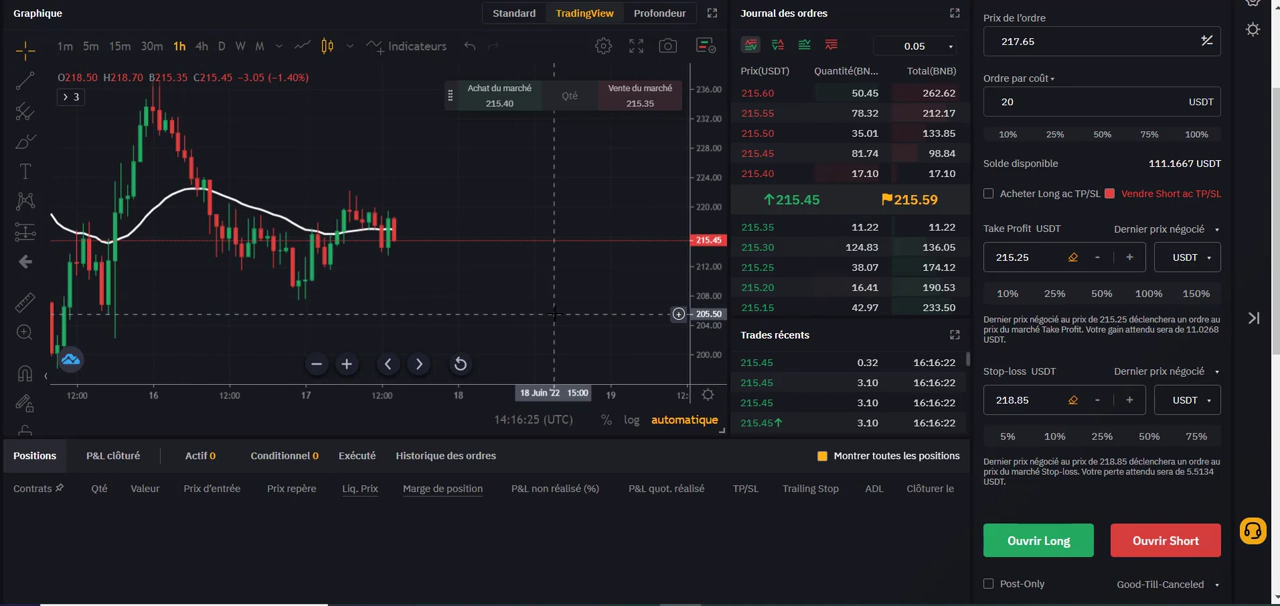 Graphique
Standard TradingView Profondeur
1m 5m 15m 30m 1h 4h D W M Indicateurs
O218.50 H218.70 B215.35 C215.45 -3.05 (-1.40%)
3
Achat du marché
215.40
Qté
Vente du marché
215.35
236.00
232.00
228.00
224.00
220.00
215.45
212.00
208.00
205.50
204.00
200.00
12:00 16 12:00 17 12:00 18 18 Juin '22 15:00 19 12:
14:16:25 (UTC) % log automatique
Journal des ordres
0.05
Prix(USDT) Quantité(BN... Total(BNB)
215.60 50.45 262.62
215.55 78.32 212.17
215.50 35.01 133.85
215.45 81.74 98.84
215.40 17.10 17.10
215.45 215.59
215.35 11.22 11.22
215.30 124.83 136.05
215.25 38.07 174.12
215.20 16.41 190.53
215.15 42.97 233.50
Trades récents
215.45 0.32 16:16:22
215.45 3.10 16:16:22
215.45 3.10 16:16:22
215.45 3.10 16:16:22
Prix de l'ordre
217.65
Ordre par coût
20 USDT
10% 25% 50% 75% 100%
Solde disponible 111.1667 USDT
Acheter Long ac TP/SL Vendre Short ac TP/SL
Take Profit USDT Dernier prix négocié
215.25 - + USDT
10% 25% 50% 100% 150%
Dernier prix négocié au prix de 215.25 déclenchera un ordre au
prix du marché Take Profit. Votre gain attendu sera de 11.0268
USDT.
Stop-loss USDT Dernier prix négocié
218.85 - + USDT
5% 10% 25% 50% 75%
Dernier prix négocié au prix de 218.85 déclenchera un ordre au
prix du marché Stop-loss. Votre perte attendu sera de 5.5134
USDT.
Ouvrir Long Ouvrir Short
Post-Only Good-Till-Canceled
Positions P&L clôturé Actif 0 Conditionnel 0 Exécuté Historique des ordres Montrer toutes les positions
Contrats Qté Valeur Prix d'entrée Prix repère Liq. Prix Marge de position P&L non réalisé (%) P&L quot. réalisé TP/SL Trailing Stop ADL Clôturer le